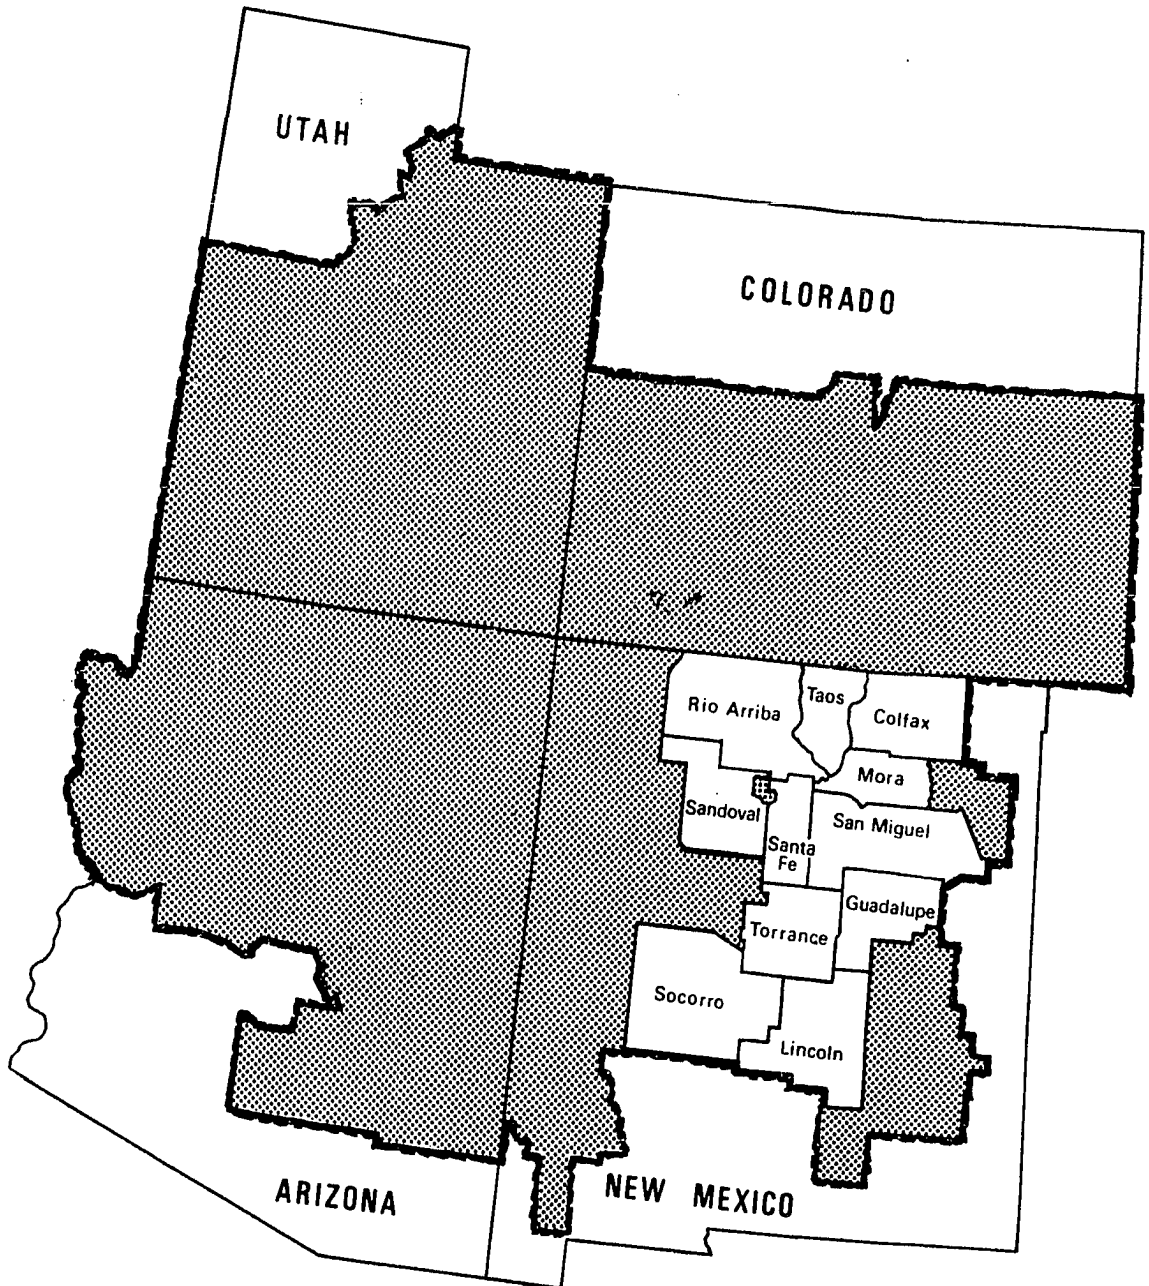 UTAH
COLORADO
Rio Arriba
Taos
Colfax
Mora
Sandoval
San Miguel
Santa
Fe
Guadalupe
Torrance
Socorro
Lincoln
ARIZONA
NEW MEXICO